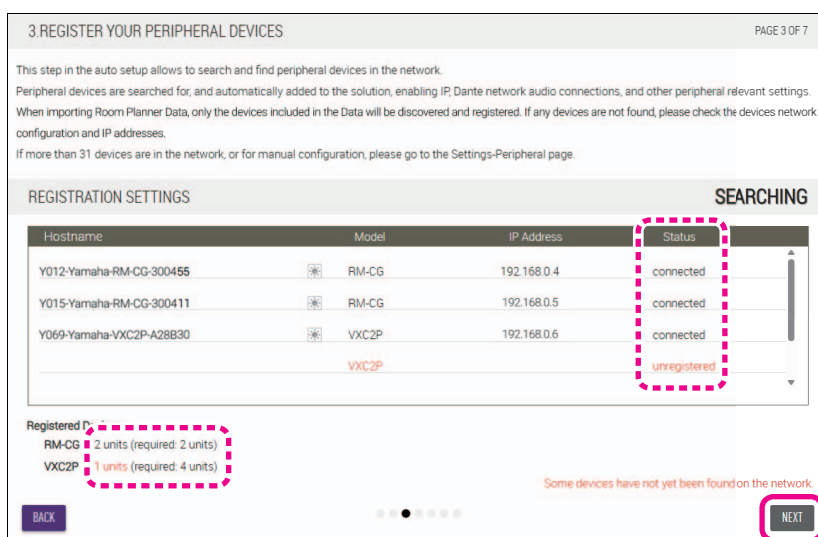 3.REGISTER YOUR PERIPHERAL DEVICES PAGE 3 OF 7
This step in the auto setup allows to search and find peripheral devices in the network.
Peripheral devices are searched for, and automatically added to the solution, enabling IP, Dante network audio connections, and other peripheral relevant settings.
When importing Room Planner Data, only the devices included in the Data will be discovered and registered. If any devices are not found, please check the devices network
configuration and IP addresses.
If more than 31 devices are in the network, or for manual configuration, please go to the Settings-Peripheral page.
REGISTRATION SETTINGS SEARCHING
Hostname Model IP Address Status
Y012-Yamaha-RM-CG-300455 RM-CG 192.168.0.4 connected
Y015-Yamaha-RM-CG-300411 RM-CG 192.168.0.5 connected
Y069-Yamaha-VXC2P-A28B30 VXC2P 192.168.0.6 connected
VXC2P unregistered
Registered
RM-CG 2 units (required: 2 units)
VXC2P 1 units (required: 4 units)
Some devices have not yet been found on the network.
BACK NEXT